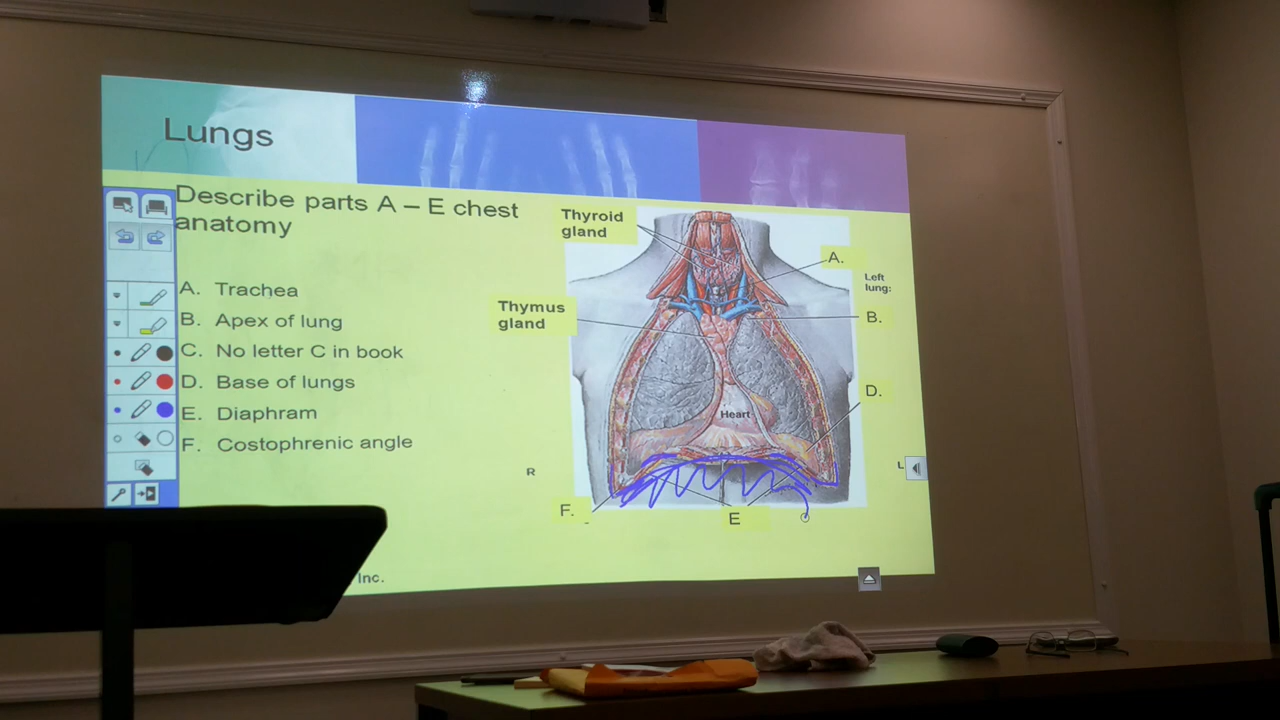 Lungs
Describe parts A – E chest
anatomy
A. Trachea
B. Apex of lung
C. No letter C in book
D. Base of lungs
E. Diaphram
F. Costophrenic angle
Thyroid
gland
A.
Left
lung:
Thymus
gland
B.
D.
Heart
R
L
F.
E
Inc.